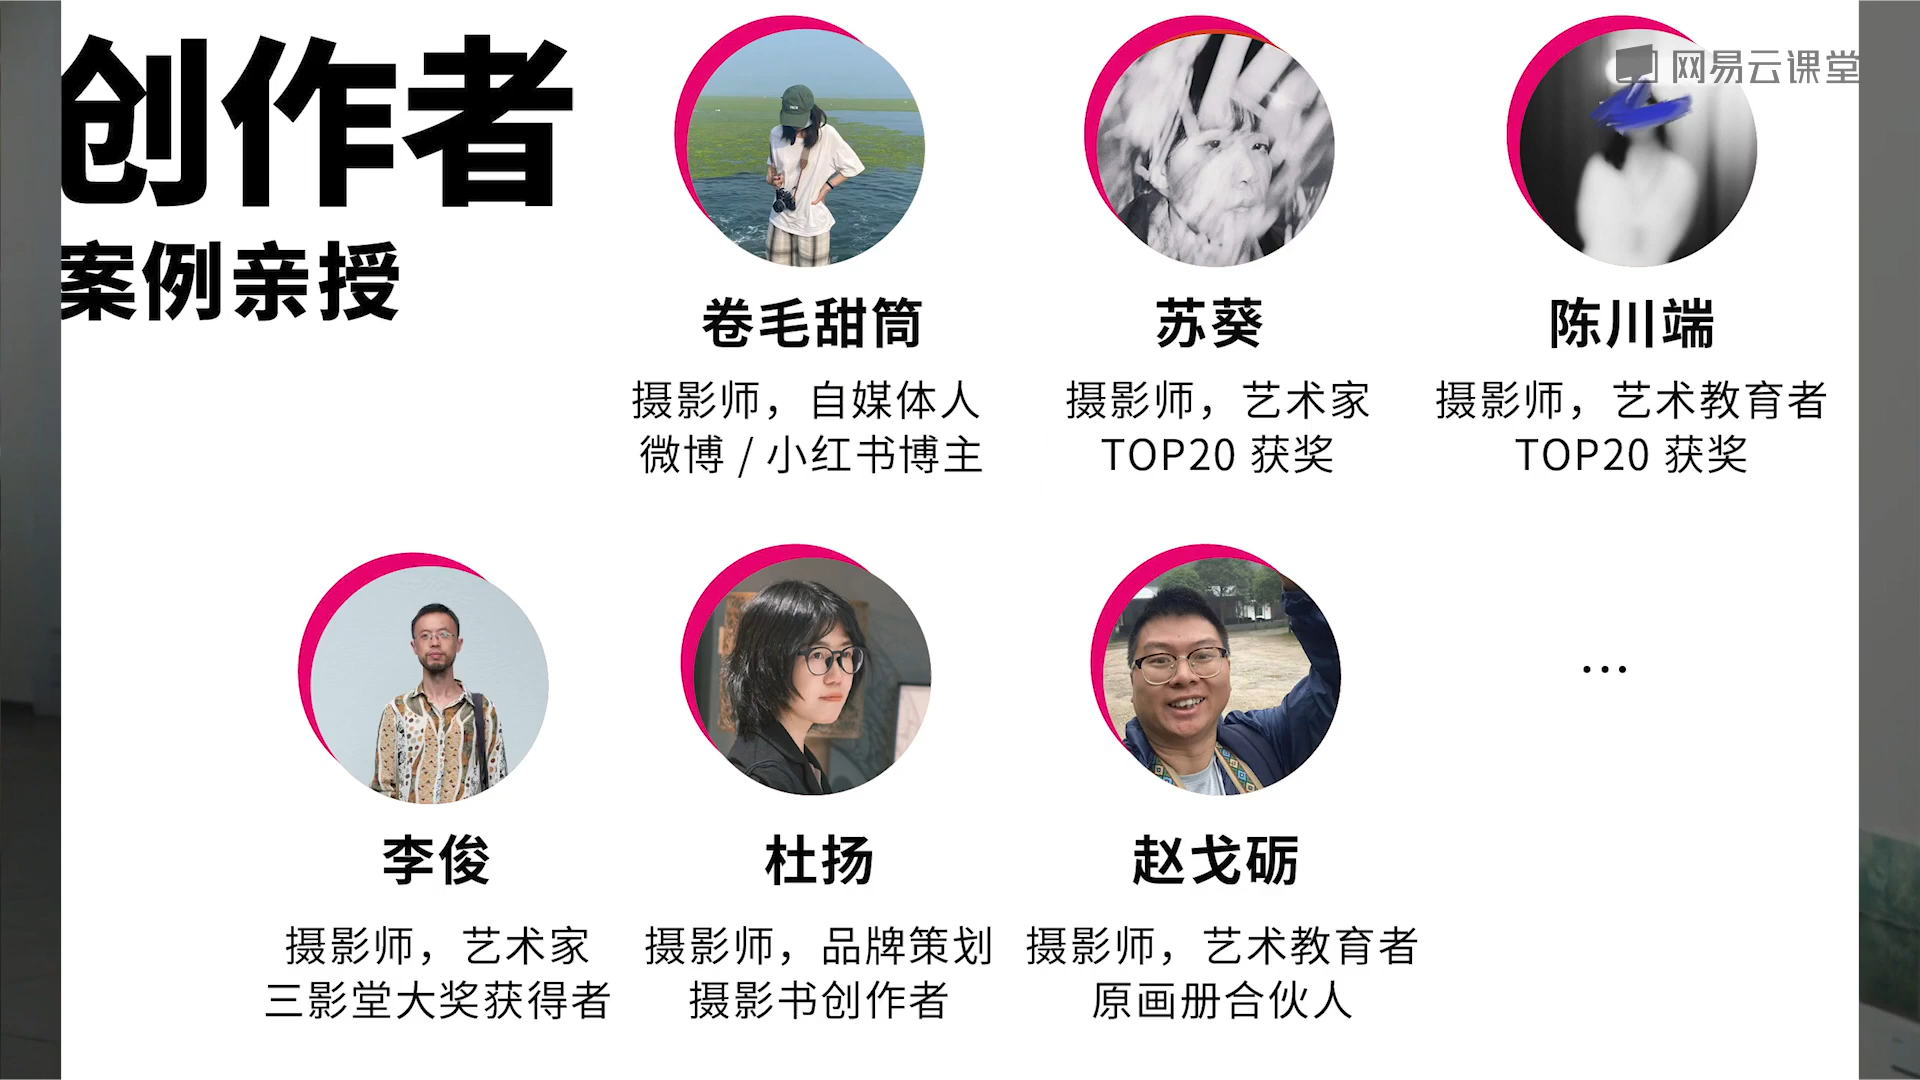 创作者
案例亲授
网易云课堂
卷毛甜筒
摄影师，自媒体人
微博 / 小红书博主
苏葵
摄影师，艺术家
TOP20 获奖
陈川端
摄影师，艺术教育者
TOP20 获奖
李俊
摄影师，艺术家
三影堂大奖获得者
杜扬
摄影师，品牌策划
摄影书创作者
赵戈砺
摄影师，艺术教育者
原画册合伙人
...